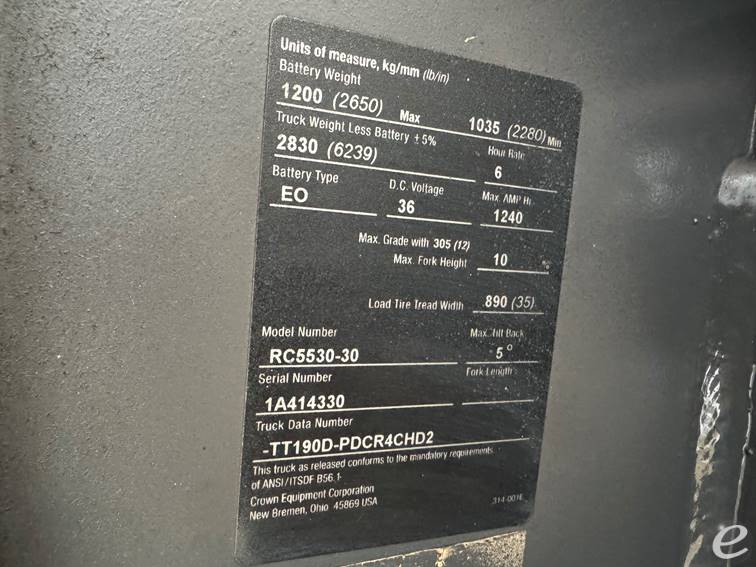 Units of measure, kg/mm (lb/in)
Battery Weight
1200 (2650) Max 1035 (2280) Min
Truck Weight Less Battery ±5% Hour Rate
2830 (6239) 6
Battery Type D.C. Voltage Max. AMP Hr.
EO 36 1240
Max. Grade with 305 (12)
Max. Fork Height 10 %
Load Tire Tread Width 890 (35)
Model Number Max. Tilt Back
RC5530-30 5°
Serial Number Fork Length
1A414330
Truck Data Number
-TT190D-PDCR4CHD2
This truck as released conforms to the mandatory requirements
of ANSI/ITSDF B56.1
Crown Equipment Corporation
New Bremen, Ohio 45869 USA
e